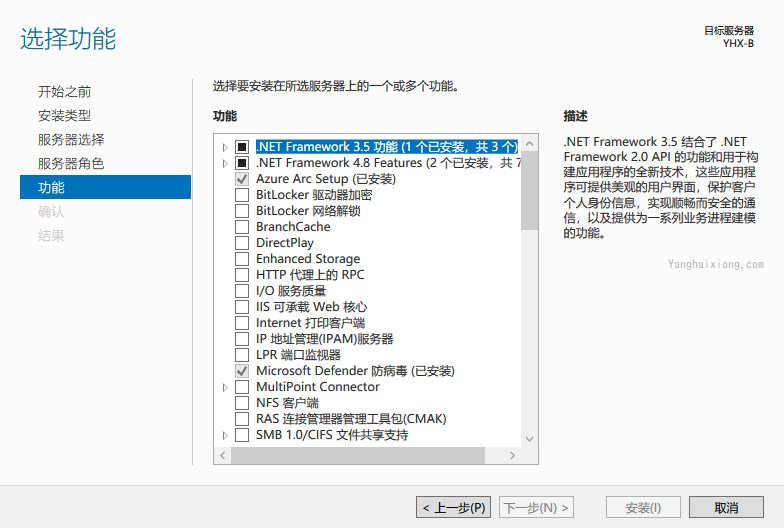 选择功能
目标服务器
YHX-B
开始之前
安装类型
服务器选择
服务器角色
功能
确认
结果
选择要安装在所选服务器上的一个或多个功能。
功能
.NET Framework 3.5 功能 (1 个已安装，共 3 个)
.NET Framework 4.8 Features (2 个已安装，共 7
Azure Arc Setup (已安装)
BitLocker 驱动器加密
BitLocker 网络解锁
BranchCache
DirectPlay
Enhanced Storage
HTTP 代理上的 RPC
I/O 服务质量
IIS 可承载 Web 核心
Internet 打印客户端
IP 地址管理(IPAM)服务器
LPR 端口监视器
Microsoft Defender 防病毒 (已安装)
MultiPoint Connector
NFS 客户端
RAS 连接管理器管理工具包(CMAK)
SMB 1.0/CIFS 文件共享支持
描述
.NET Framework 3.5 结合了 .NET
Framework 2.0 API 的功能和用于构
建应用程序的全新技术，这些应用程
序可提供美观的用户界面，保护客户
个人身份信息，实现顺畅而安全的通
信，以及提供为一系列业务进程建模
的功能。
Yanghaixiong.com
< 上一步(P)
下一步(N) >
安装(I)
取消